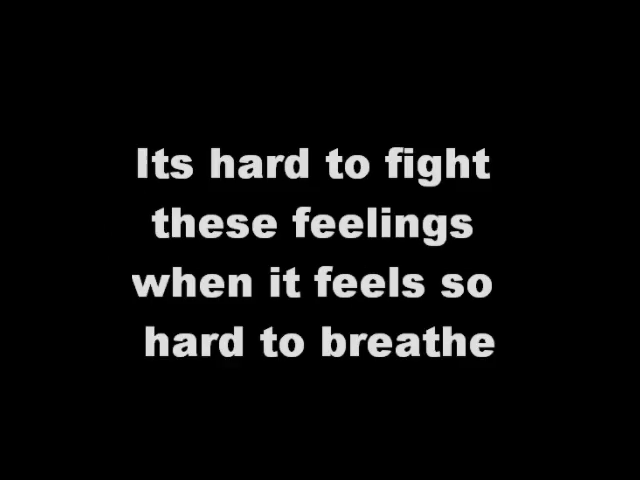 Its hard to fight
these feelings
when it feels so
hard to breathe